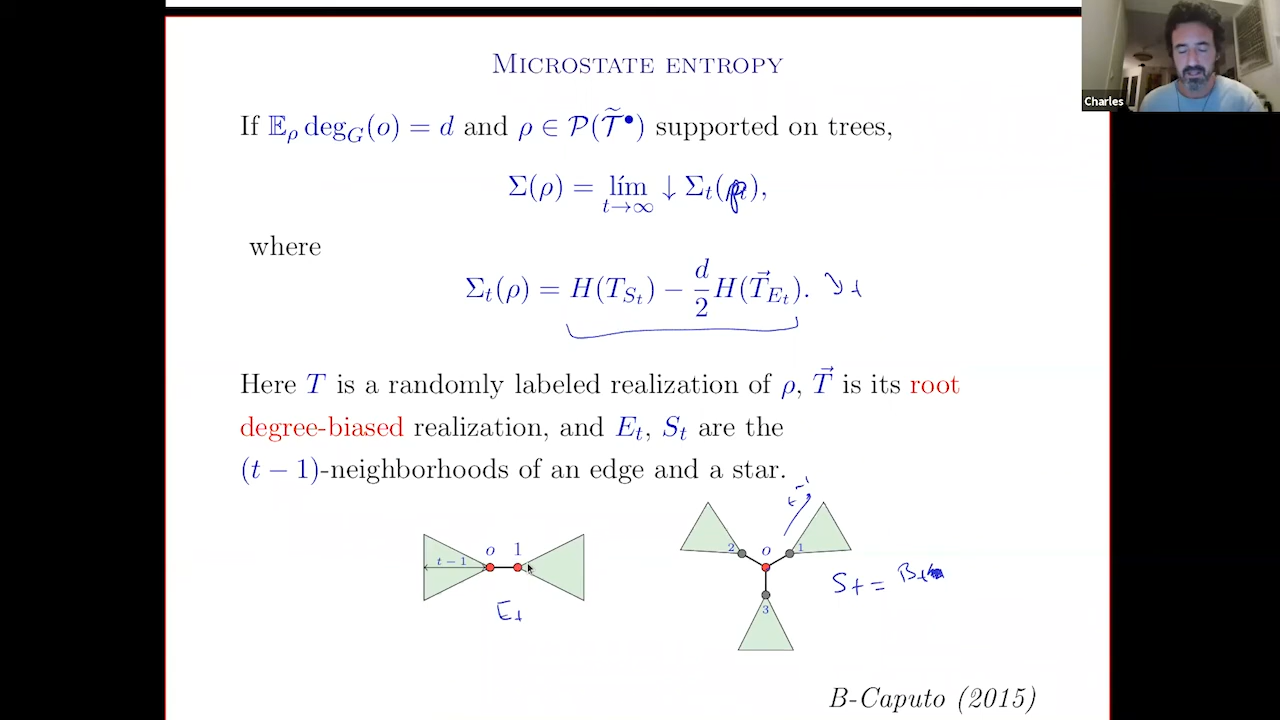 MICROSTATE ENTROPY
Charles
If 𝔼_ρ deg_G(o) = d and ρ ∈ 𝒫(𝒯̃^•) supported on trees,
Σ(ρ) = lím_{t→∞} ↓ Σ_t(ρ),
where
Σ_t(ρ) = H(T_{S_t}) − d/2 H(T⃗_{E_t}). ↘ t
Here T is a randomly labeled realization of ρ, T⃗ is its root
degree-biased realization, and E_t, S_t are the
(t − 1)-neighborhoods of an edge and a star.
t-1
o 1
t − 1
2 o 1
3
E_t
S_t = B_t
B-Caputo (2015)